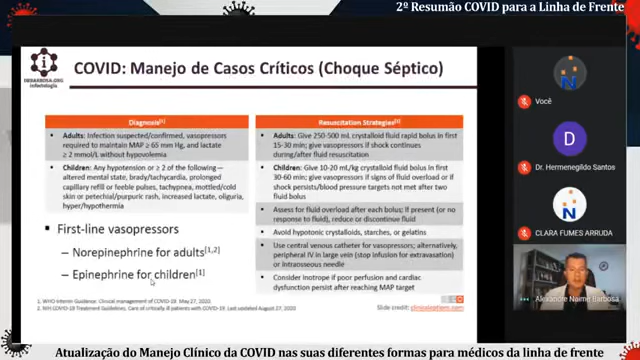 2º Resumão COVID para a Linha de Frente
DRBARBOSA.ORG
Infectologia
COVID: Manejo de Casos Críticos (Choque Séptico)
Diagnosis[1]
Adults: Infection suspected/confirmed, vasopressors
required to maintain MAP ≥ 65 mm Hg, and lactate
≥ 2 mmol/L without hypovolemia
Children: Any hypotension or ≥ 2 of the following—
altered mental state, brady/tachycardia, prolonged
capillary refill or feeble pulses, tachypnea, mottled/cold
skin or petechial/purpuric rash, increased lactate, oliguria,
hyper/hypothermia
▪ First-line vasopressors
– Norepinephrine for adults[1,2]
– Epinephrine for children[1]
Resuscitation Strategies[1]
Adults: Give 250-500 mL crystalloid fluid rapid bolus in first
15-30 min; give vasopressors if shock continues
during/after fluid resuscitation
Children: Give 10-20 mL/kg crystalloid fluid bolus in first
30-60 min; give vasopressors if signs of fluid overload or if
shock persists/blood pressure targets not met after two
fluid bolus
Assess for fluid overload after each bolus; if present (or no
response to fluid), reduce or discontinue fluid
Avoid hypotonic crystalloids, starches, or gelatins
Use central venous catheter for vasopressors; alternatively,
peripheral IV in large vein (stop infusion for extravasation) or
intraosseous needle
Consider inotrope if poor perfusion and cardiac
dysfunction persist after reaching MAP target
1. WHO Interim Guidance: Clinical management of COVID-19. May 27, 2020.
2. NIH COVID-19 Treatment Guidelines. Care of critically ill patients with COVID-19. Last updated August 27, 2020.
CCO
Slide credit: clinicaloptions.com
Você
D
Dr. Hermenegildo Santos
CLARA FUMES ARRUDA
Alexandre Naime Barbosa
Atualização do Manejo Clínico da COVID nas suas diferentes formas para médicos da linha de frente